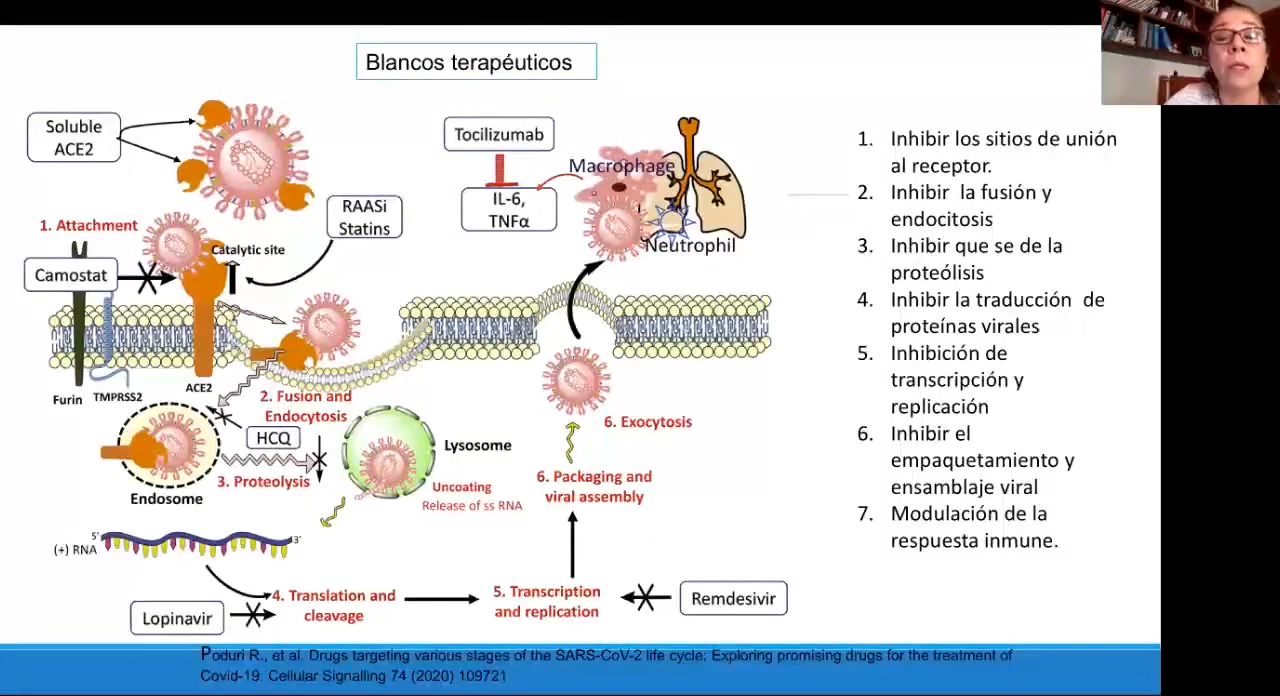 Blancos terapéuticos
Soluble
ACE2
1. Attachment
Camostat
Catalytic site
RAASi
Statins
Furin
TMPRSS2
ACE2
2. Fusion and
Endocytosis
HCQ
Endosome
3. Proteolysis
Lysosome
Uncoating
Release of ss RNA
(+) RNA
5'
3'
4. Translation and
cleavage
Lopinavir
5. Transcription
and replication
Remdesivir
6. Packaging and
viral assembly
6. Exocytosis
Tocilizumab
IL-6,
TNFα
Macrophage
Neutrophil
1. Inhibir los sitios de unión
al receptor.
2. Inhibir la fusión y
endocitosis
3. Inhibir que se de la
proteólisis
4. Inhibir la traducción de
proteínas virales
5. Inhibición de
transcripción y
replicación
6. Inhibir el
empaquetamiento y
ensamblaje viral
7. Modulación de la
respuesta inmune.
Poduri R., et al. Drugs targeting various stages of the SARS-CoV-2 life cycle: Exploring promising drugs for the treatment of
Covid-19. Cellular Signalling 74 (2020) 109721